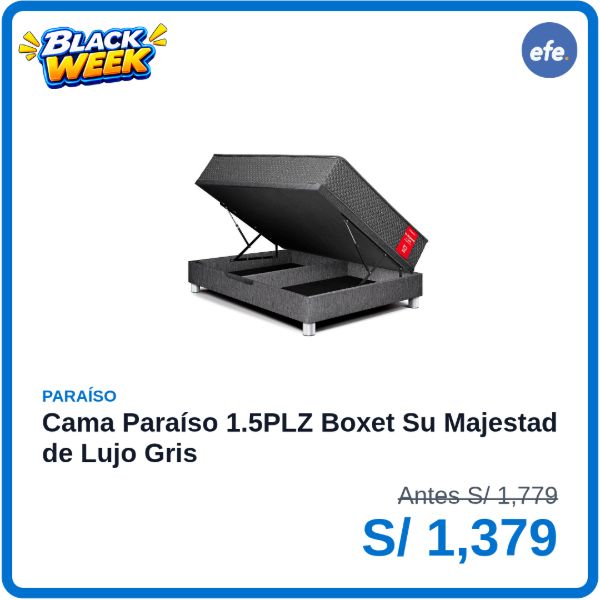 BLACK
WEEK
efe.
PARAÍSO
Cama Paraíso 1.5PLZ Boxet Su Majestad
de Lujo Gris
Antes S/ 1,779
S/ 1,379